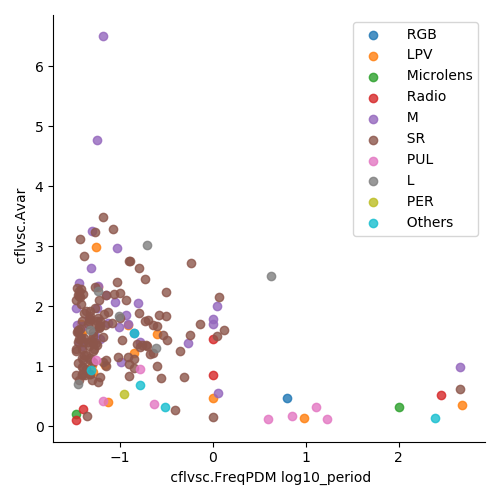 RGB
LPV
Microlens
Radio
M
SR
PUL
L
PER
Others
cflvsc.Avar
6
5
4
3
2
1
0
−1
0
1
2
cflvsc.FreqPDM log10_period